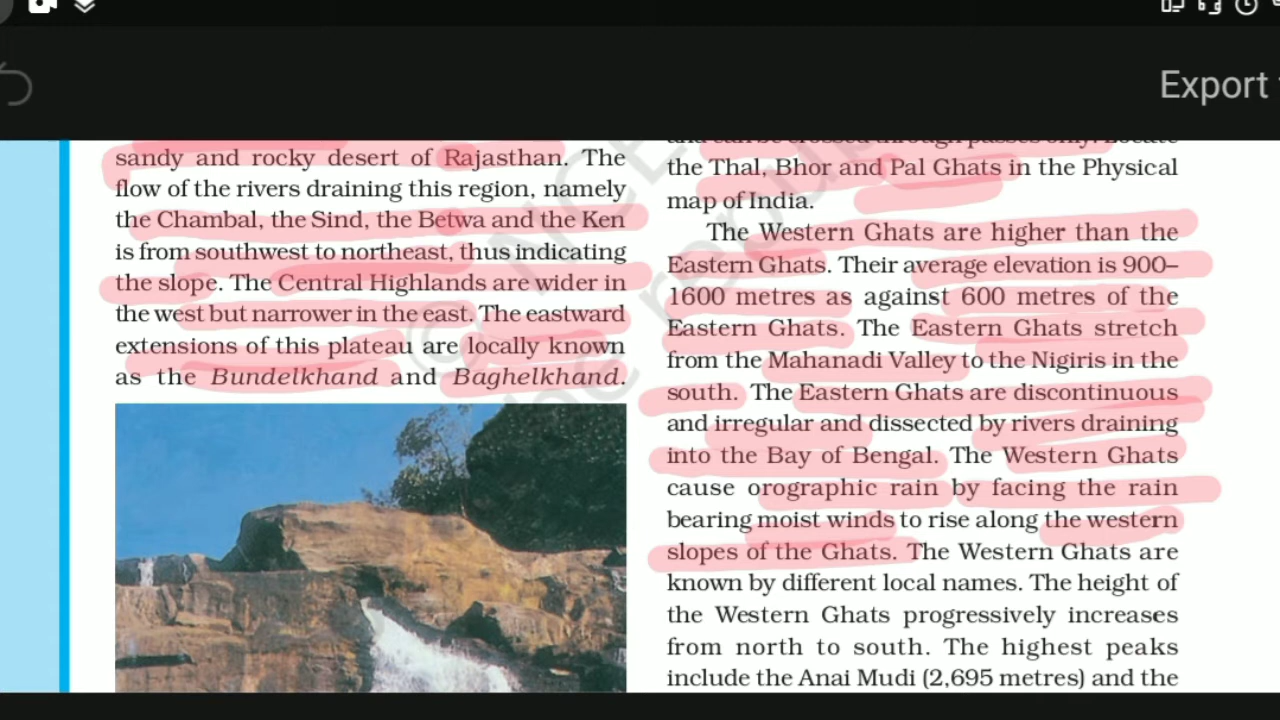 Export
sandy and rocky desert of Rajasthan. The
flow of the rivers draining this region, namely
the Chambal, the Sind, the Betwa and the Ken
is from southwest to northeast, thus indicating
the slope. The Central Highlands are wider in
the west but narrower in the east. The eastward
extensions of this plateau are locally known
as the Bundelkhand and Baghelkhand.
and can be crossed through passes only. Locate
the Thal, Bhor and Pal Ghats in the Physical
map of India.
The Western Ghats are higher than the
Eastern Ghats. Their average elevation is 900–
1600 metres as against 600 metres of the
Eastern Ghats. The Eastern Ghats stretch
from the Mahanadi Valley to the Nigiris in the
south. The Eastern Ghats are discontinuous
and irregular and dissected by rivers draining
into the Bay of Bengal. The Western Ghats
cause orographic rain by facing the rain
bearing moist winds to rise along the western
slopes of the Ghats. The Western Ghats are
known by different local names. The height of
the Western Ghats progressively increases
from north to south. The highest peaks
include the Anai Mudi (2,695 metres) and the